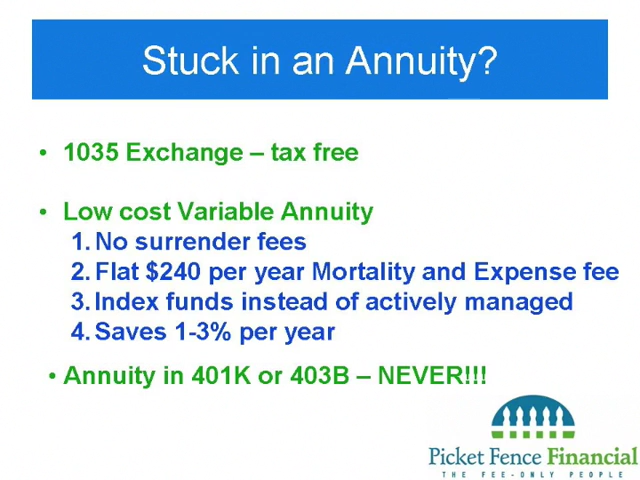 Stuck in an Annuity?
• 1035 Exchange – tax free
• Low cost Variable Annuity
1. No surrender fees
2. Flat $240 per year Mortality and Expense fee
3. Index funds instead of actively managed
4. Saves 1-3% per year
• Annuity in 401K or 403B – NEVER!!!
Picket Fence Financial
THE FEE-ONLY PEOPLE